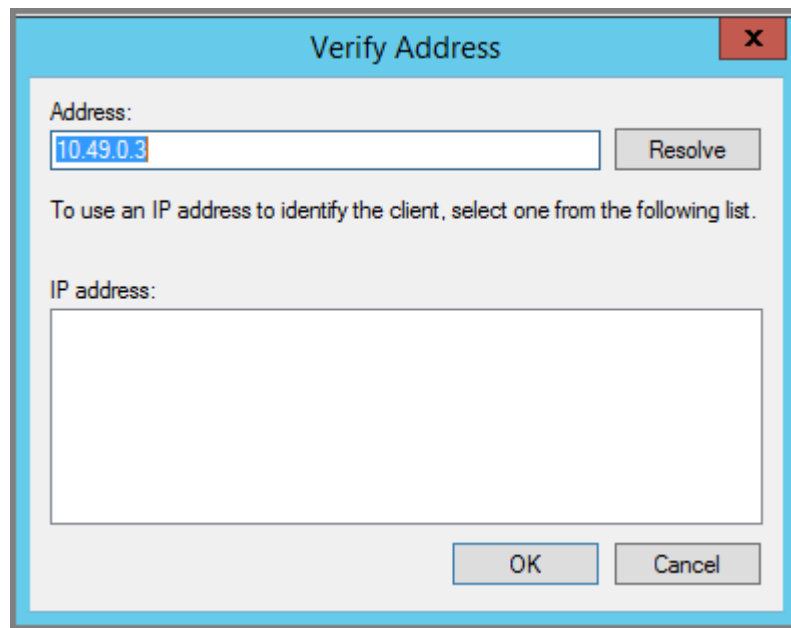 Verify Address
x
Address:
10.49.0.3
Resolve
To use an IP address to identify the client, select one from the following list.
IP address:
OK
Cancel